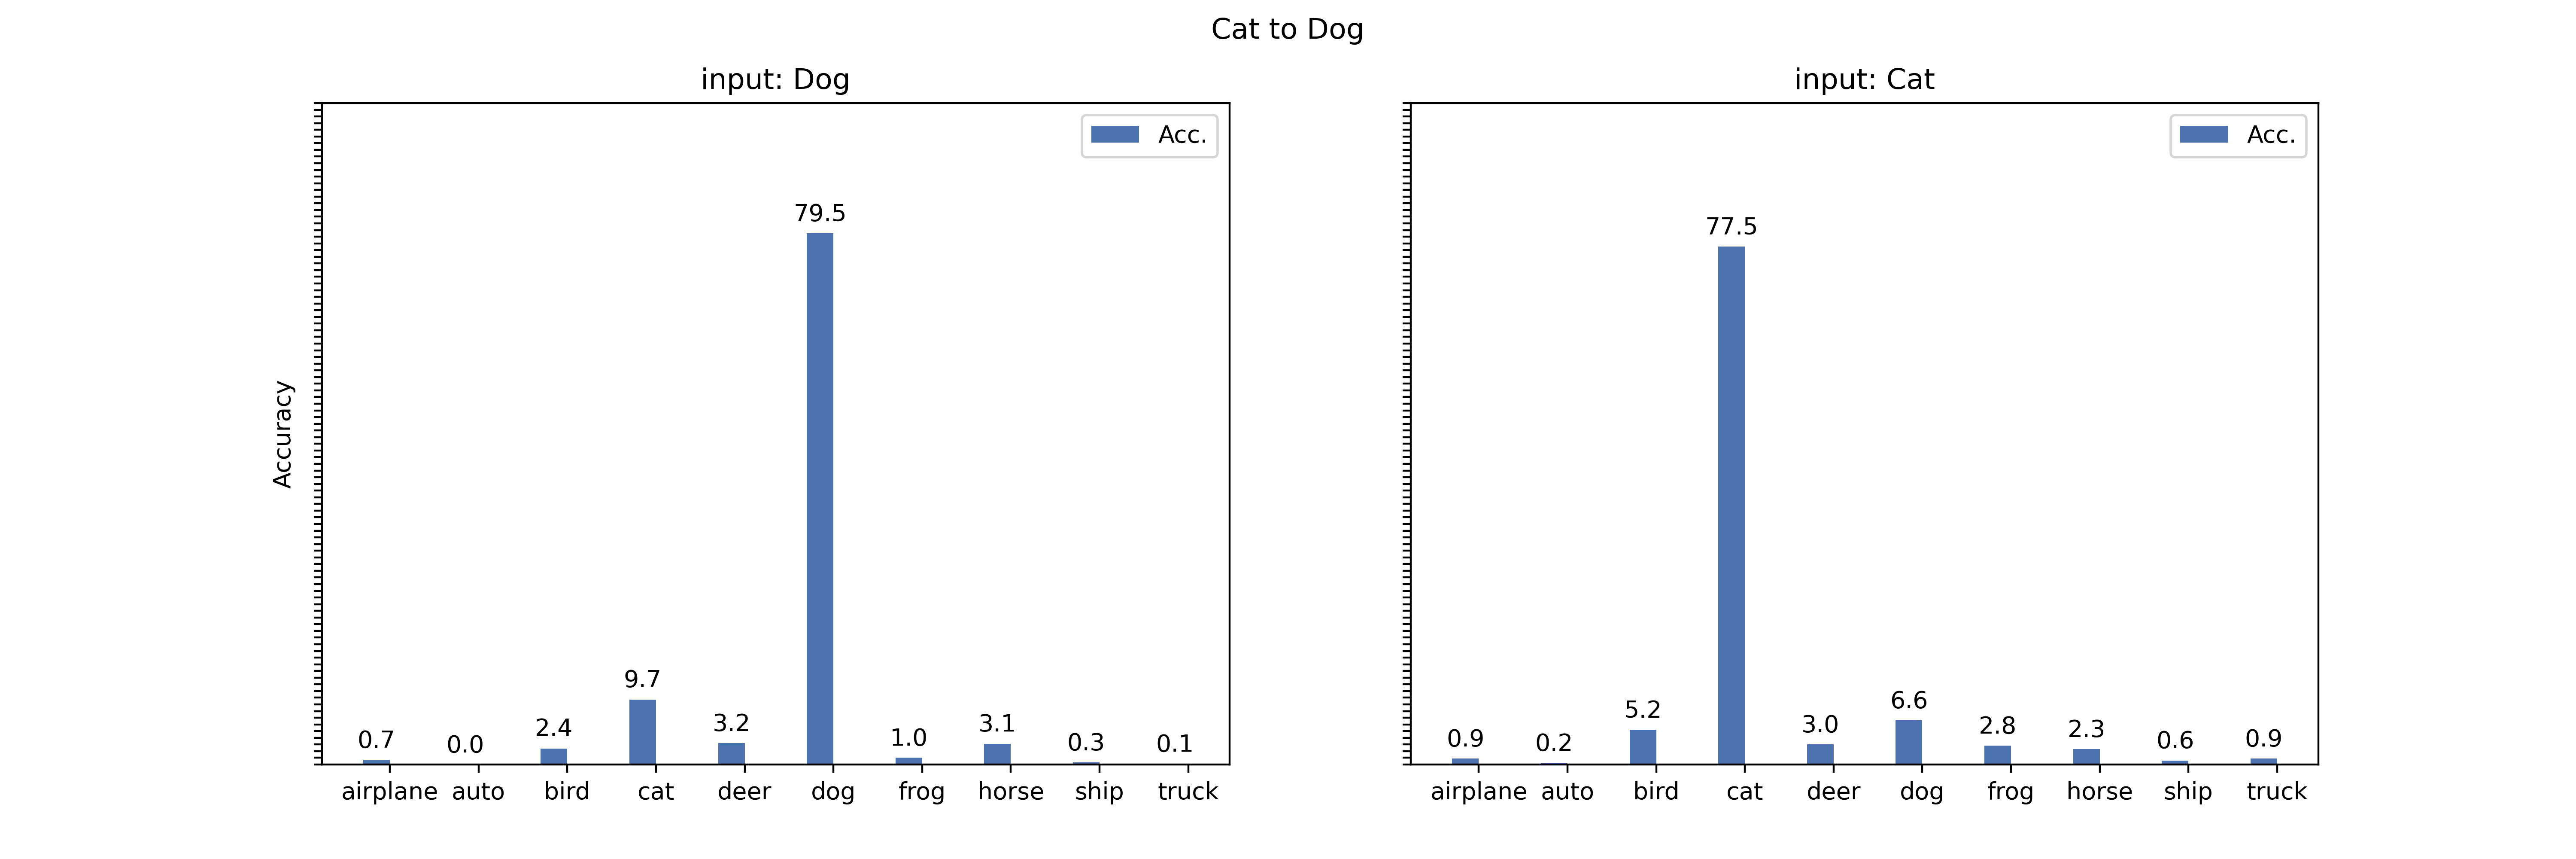 Cat to Dog
input: Dog
Acc.
Accuracy
79.5
9.7
3.2
3.1
2.4
1.0
0.7
0.0
0.3
0.1
airplane auto bird cat deer dog frog horse ship truck
input: Cat
Acc.
77.5
6.6
5.2
3.0
2.8
2.3
0.9
0.2
0.6
0.9
airplane auto bird cat deer dog frog horse ship truck